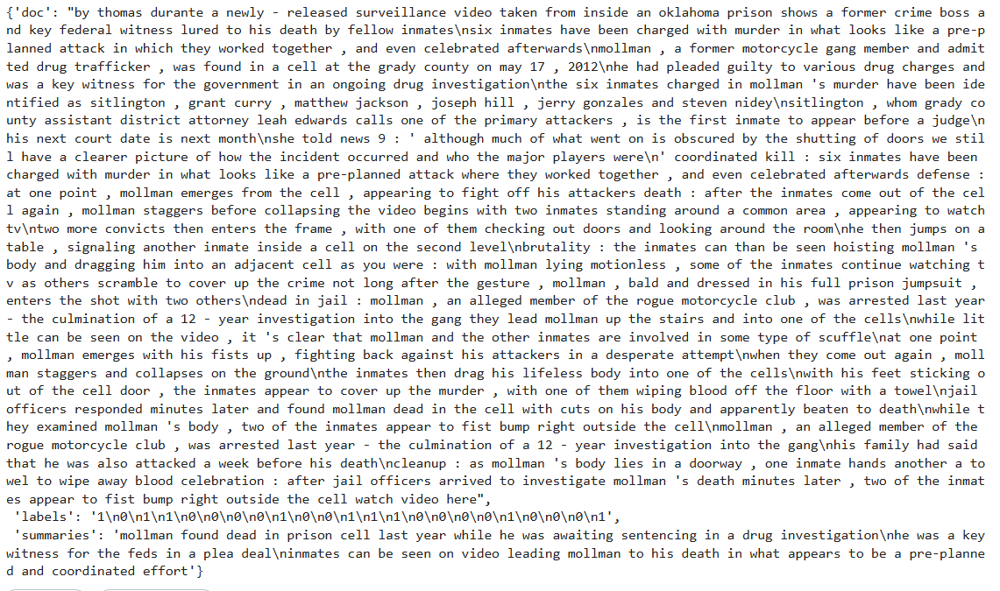 {'doc': "by thomas durante a newly - released surveillance video taken from inside an oklahoma prison shows a former crime boss a
nd key federal witness lured to his death by fellow inmates\nsix inmates have been charged with murder in what looks like a pre-p
lanned attack in which they worked together , and even celebrated afterwards\nmollman , a former motorcycle gang member and admit
ted drug trafficker , was found in a cell at the grady county on may 17 , 2012\nhe had pleaded guilty to various drug charges and
was a key witness for the government in an ongoing drug investigation\nthe six inmates charged in mollman 's murder have been ide
ntified as sitlington , grant curry , matthew jackson , joseph hill , jerry gonzales and steven nidey\nsitlington , whom grady co
unty assistant district attorney leah edwards calls one of the primary attackers , is the first inmate to appear before a judge\n
his next court date is next month\nshe told news 9 : ' although much of what went on is obscured by the shutting of doors we stil
l have a clearer picture of how the incident occurred and who the major players were\n' coordinated kill : six inmates have been
charged with murder in what looks like a pre-planned attack where they worked together , and even celebrated afterwards defense :
at one point , mollman emerges from the cell , appearing to fight off his attackers death : after the inmates come out of the cel
l again , mollman staggers before collapsing the video begins with two inmates standing around a common area , appearing to watch
tv\ntwo more convicts then enters the frame , with one of them checking out doors and looking around the room\nhe then jumps on a
table , signaling another inmate inside a cell on the second level\nbrutality : the inmates can than be seen hoisting mollman 's
body and dragging him into an adjacent cell as you were : with mollman lying motionless , some of the inmates continue watching t
v as others scramble to cover up the crime not long after the gesture , mollman , bald and dressed in his full prison jumpsuit ,
enters the shot with two others\ndead in jail : mollman , an alleged member of the rogue motorcycle club , was arrested last year
- the culmination of a 12 - year investigation into the gang they lead mollman up the stairs and into one of the cells\nwhile lit
tle can be seen on the video , it 's clear that mollman and the other inmates are involved in some type of scuffle\nat one point
, mollman emerges with his fists up , fighting back against his attackers in a desperate attempt\nwhen they come out again , moll
man staggers and collapses on the ground\nthe inmates then drag his lifeless body into one of the cells\nwith his feet sticking o
ut of the cell door , the inmates appear to cover up the murder , with one of them wiping blood off the floor with a towel\njail
officers responded minutes later and found mollman dead in the cell with cuts on his body and apparently beaten to death\nwhile t
hey examined mollman 's body , two of the inmates appear to fist bump right outside the cell\nmollman , an alleged member of the
rogue motorcycle club , was arrested last year - the culmination of a 12 - year investigation into the gang\nhis family had said
that he was also attacked a week before his death\ncleanup : as mollman 's body lies in a doorway , one inmate hands another a to
wel to wipe away blood celebration : after jail officers arrived to investigate mollman 's death minutes later , two of the inmat
es appear to fist bump right outside the cell watch video here",
'labels': '1\n0\n1\n1\n0\n0\n0\n0\n1\n0\n0\n1\n1\n1\n0\n0\n0\n0\n1\n0\n0\n0\n1',
'summaries': 'mollman found dead in prison cell last year while he was awaiting sentencing in a drug investigation\nhe was a key
witness for the feds in a plea deal\ninmates can be seen on video leading mollman to his death in what appears to be a pre-planne
d and coordinated effort'}